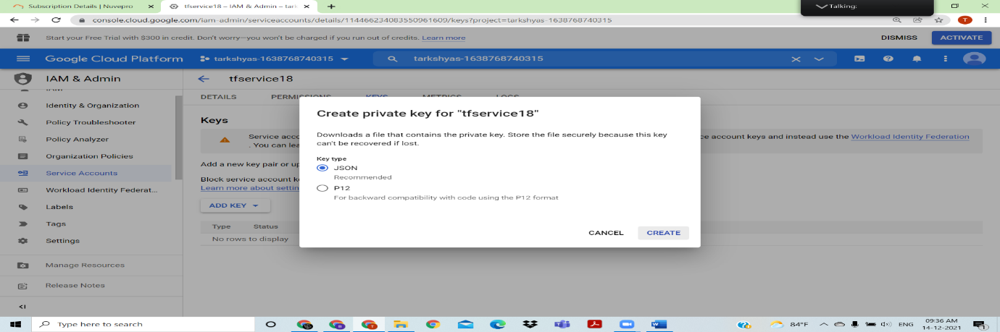 Subscription Details | Nuvepro × tfservice18 – IAM & Admin – tark × + Talking: ×
console.cloud.google.com/iam-admin/serviceaccounts/details/114466234083550961609/keys?project=tarkshyas-1638768740315 T
Start your Free Trial with $300 in credit. Don't worry—you won't be charged if you run out of credits. Learn more DISMISS ACTIVATE
Google Cloud Platform tarkshyas-1638768740315 tarkshyas-1638768740315
IAM & Admin
tfservice18
IAM
Identity & Organization
Policy Troubleshooter
Policy Analyzer
Organization Policies
Service Accounts
Workload Identity Federat...
Labels
Tags
Settings
Manage Resources
Release Notes
DETAILS PERMISSIONS KEYS METRICS LOGS
Keys
Service acc
ce account keys and instead use the Workload Identity Federation
. You can lea
Add a new key pair or up
Block service account k
Learn more about settin
ADD KEY
Type Status
No rows to display
Create private key for "tfservice18"
Downloads a file that contains the private key. Store the file securely because this key
can't be recovered if lost.
Key type
JSON
Recommended
P12
For backward compatibility with code using the P12 format
CANCEL CREATE
Type here to search
84°F ENG 09:36 AM
14-12-2021
1